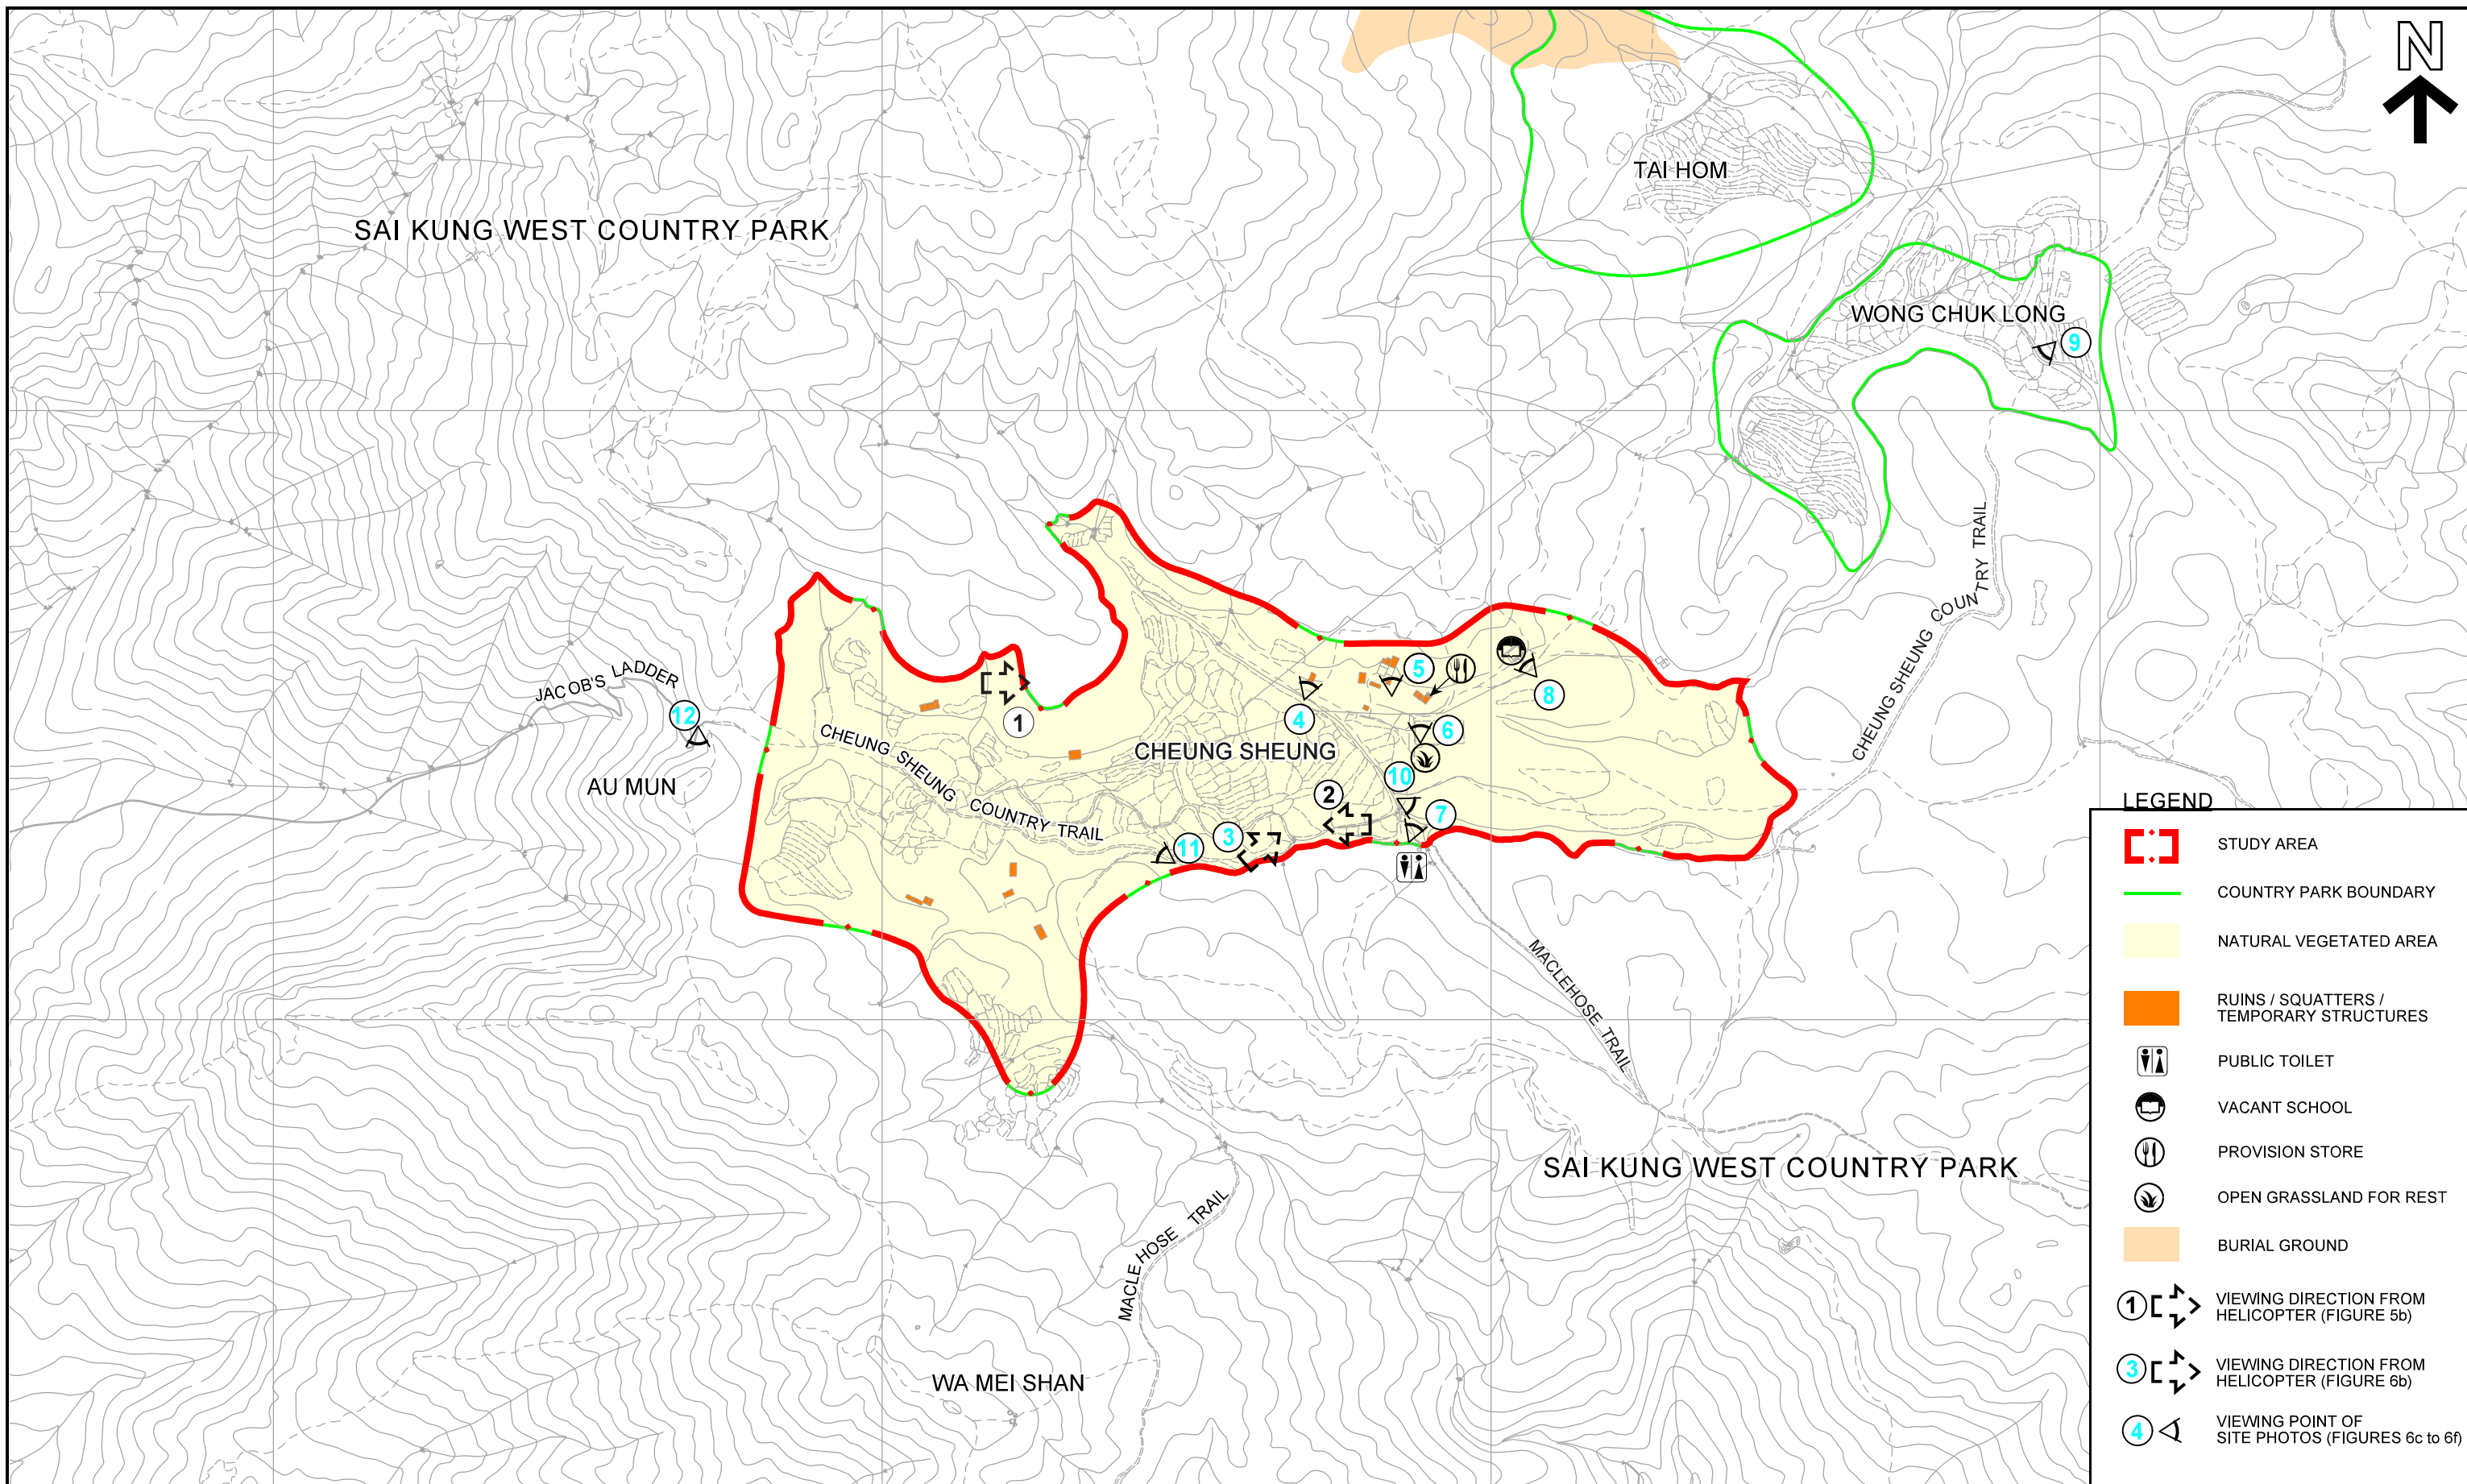 N
TAI HOM
SAI KUNG WEST COUNTRY PARK
WONG CHUK LONG
9
CHEUNG SHEUNG COUNTRY TRAIL
JACOB'S LADDER
12
AU MUN
1
CHEUNG SHEUNG COUNTRY TRAIL
CHEUNG SHEUNG
4
5
6
8
10
2
7
3
11
MACLEHOSE TRAIL
SAI KUNG WEST COUNTRY PARK
MACLEHOSE TRAIL
WA MEI SHAN
LEGEND
STUDY AREA
COUNTRY PARK BOUNDARY
NATURAL VEGETATED AREA
RUINS / SQUATTERS /
TEMPORARY STRUCTURES
PUBLIC TOILET
VACANT SCHOOL
PROVISION STORE
OPEN GRASSLAND FOR REST
BURIAL GROUND
1 VIEWING DIRECTION FROM
HELICOPTER (FIGURE 5b)
3 VIEWING DIRECTION FROM
HELICOPTER (FIGURE 6b)
4 VIEWING POINT OF
SITE PHOTOS (FIGURES 6c to 6f)